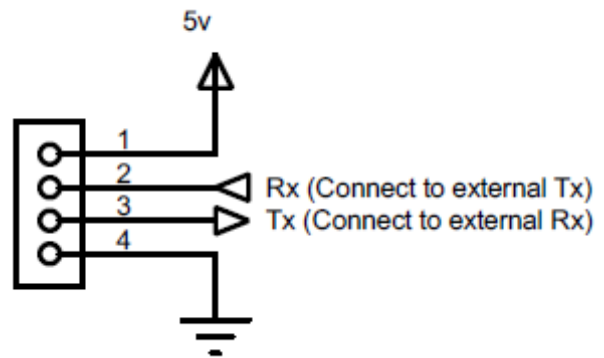 5v
1
2
Rx (Connect to external Tx)
3
Tx (Connect to external Rx)
4